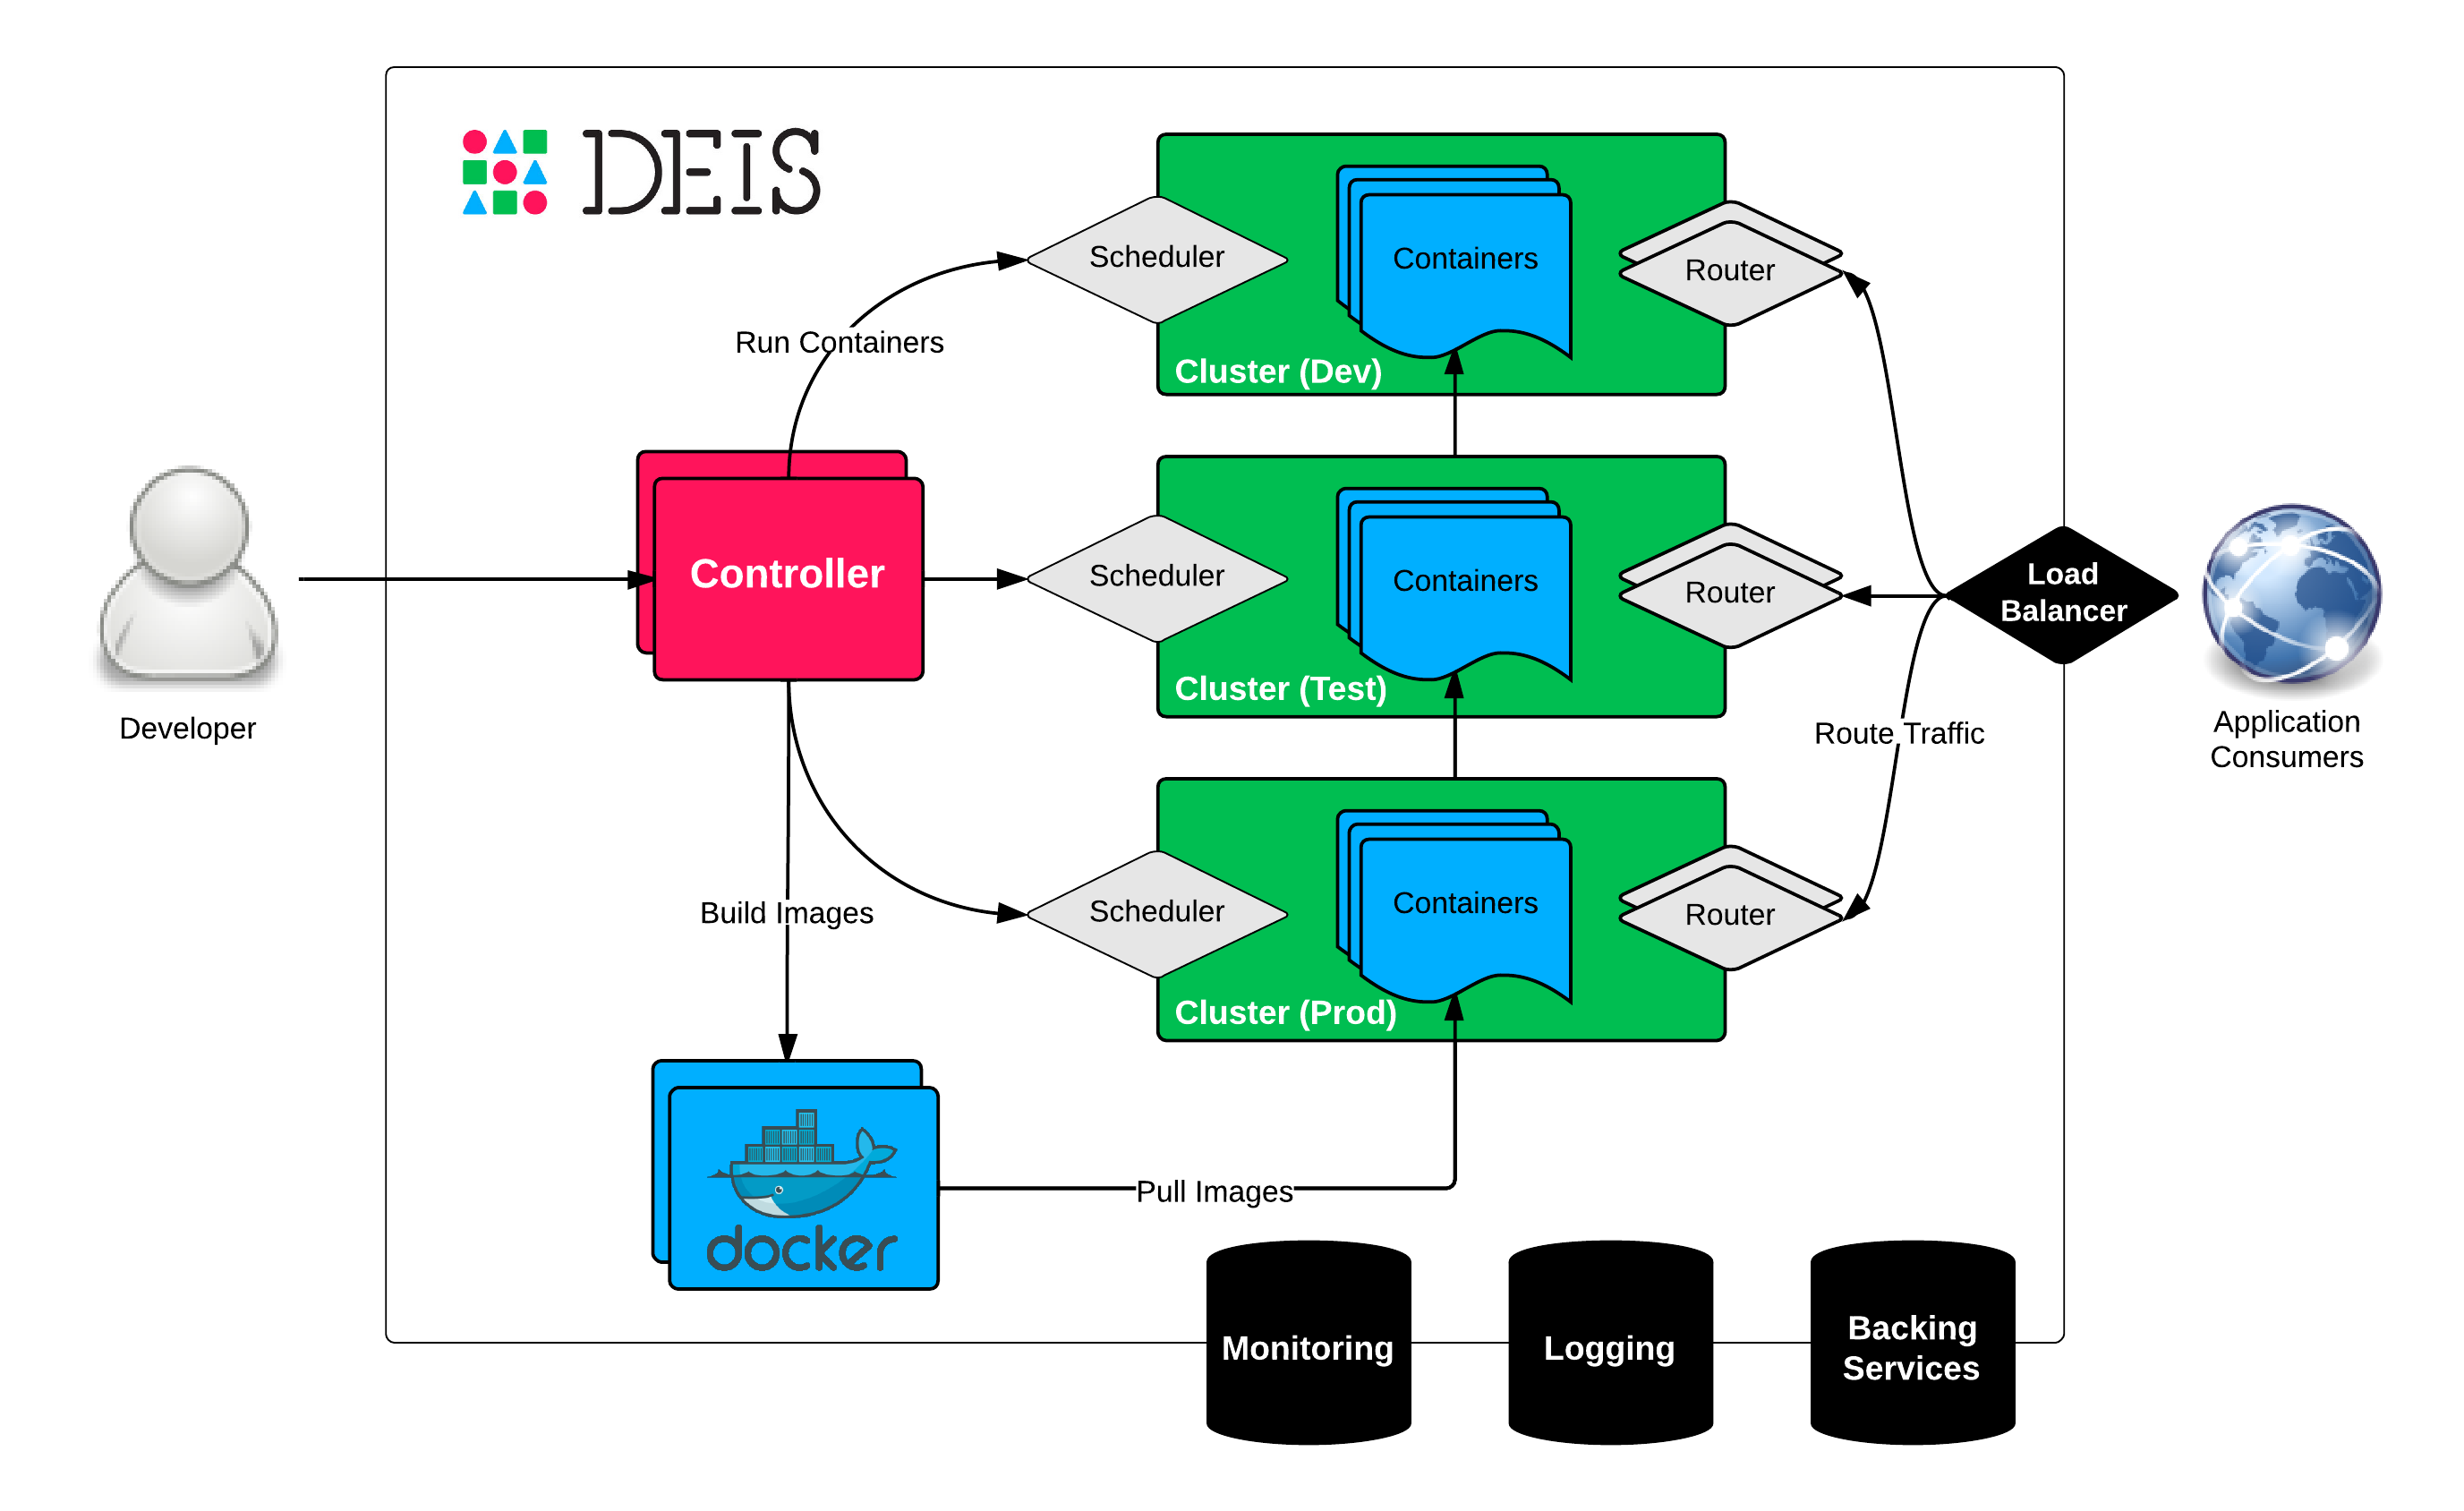 DEIS
Scheduler
Containers
Router
Run Containers
Cluster (Dev)
Controller
Scheduler
Containers
Router
Load
Balancer
Cluster (Test)
Developer
Route Traffic
Application
Consumers
Scheduler
Containers
Router
Build Images
Cluster (Prod)
Pull Images
docker
Monitoring
Logging
Backing
Services